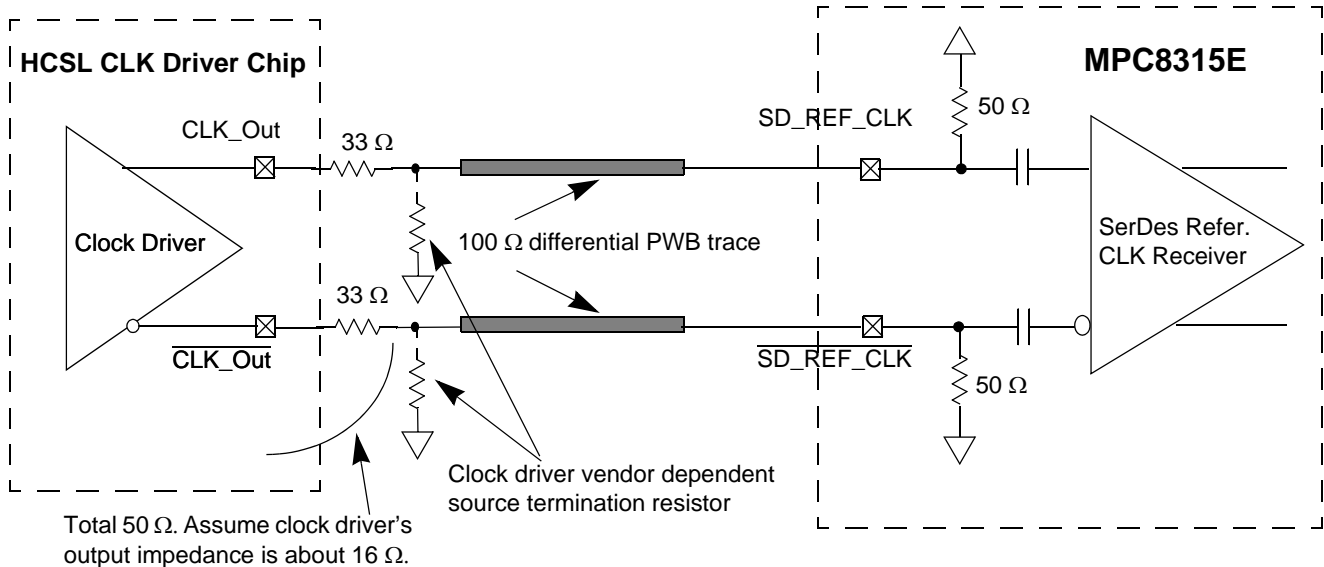 HCSL CLK Driver Chip
MPC8315E
CLK_Out
33 Ω
SD_REF_CLK
50 Ω
Clock Driver
100 Ω differential PWB trace
SerDes Refer.
CLK Receiver
33 Ω
CLK_Out
SD_REF_CLK
50 Ω
Clock driver vendor dependent
source termination resistor
Total 50 Ω. Assume clock driver's
output impedance is about 16 Ω.